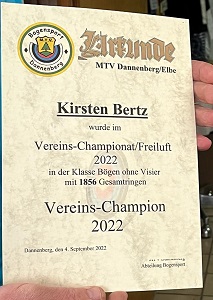 Bogensport
Dannenberg
Urkunde
MTV Dannenberg/Elbe
Kirsten Bertz
wurde im
Vereins-Championat/Freiluft
2022
in der Klasse Bögen ohne Visier
mit 1856 Gesamtringen
Vereins-Champion
2022
Dannenberg, den 4. September 2022
Abteilung Bogensport